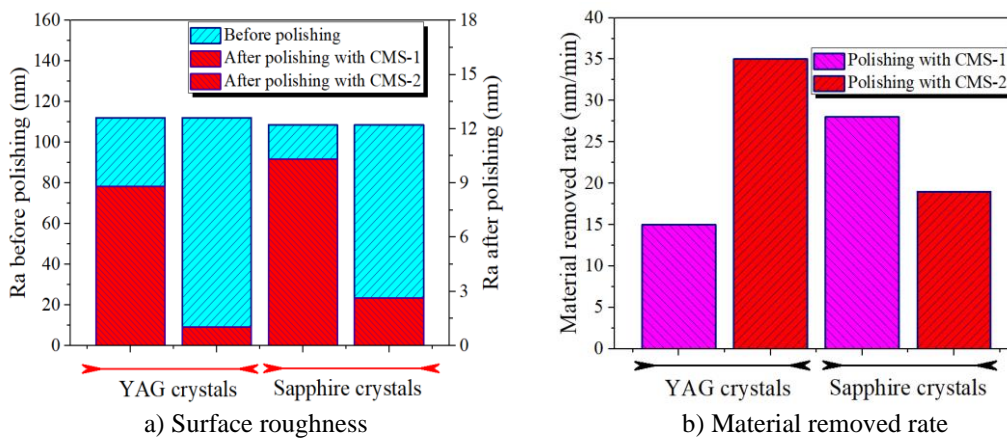 160
140
120
100
80
60
40
20
0
Ra before polishing (nm)
Before polishing
After polishing with CMS-1
After polishing with CMS-2
18
15
12
9
6
3
0
Ra after polishing (nm)
YAG crystals
Sapphire crystals
a) Surface roughness
40
35
30
25
20
15
10
5
0
Material removed rate (nm/min)
Polishing with CMS-1
Polishing with CMS-2
YAG crystals
Sapphire crystals
b) Material removed rate